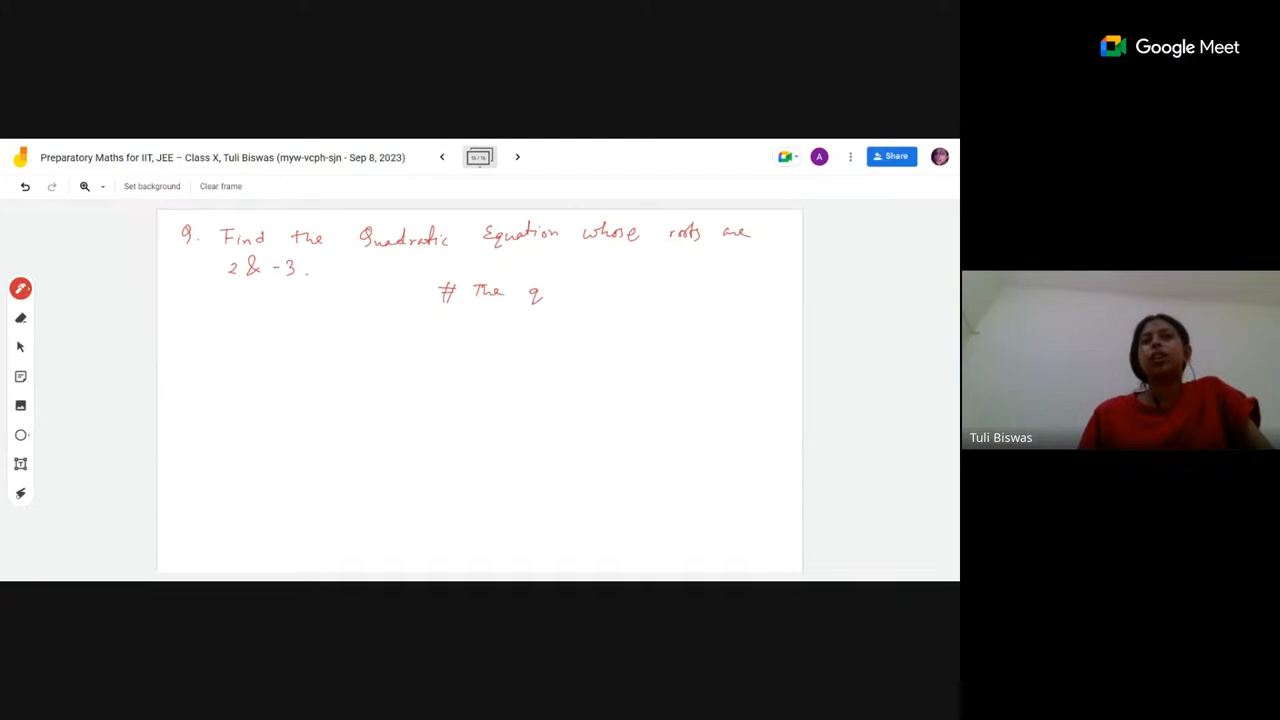 Google Meet
Preparatory Maths for IIT, JEE – Class X, Tuli Biswas (myw-vcph-sjn - Sep 8, 2023)
A
Share
Set background
Clear frame
Q. Find the Quadratic Equation whose roots are
2 & -3.
# The q
Tuli Biswas